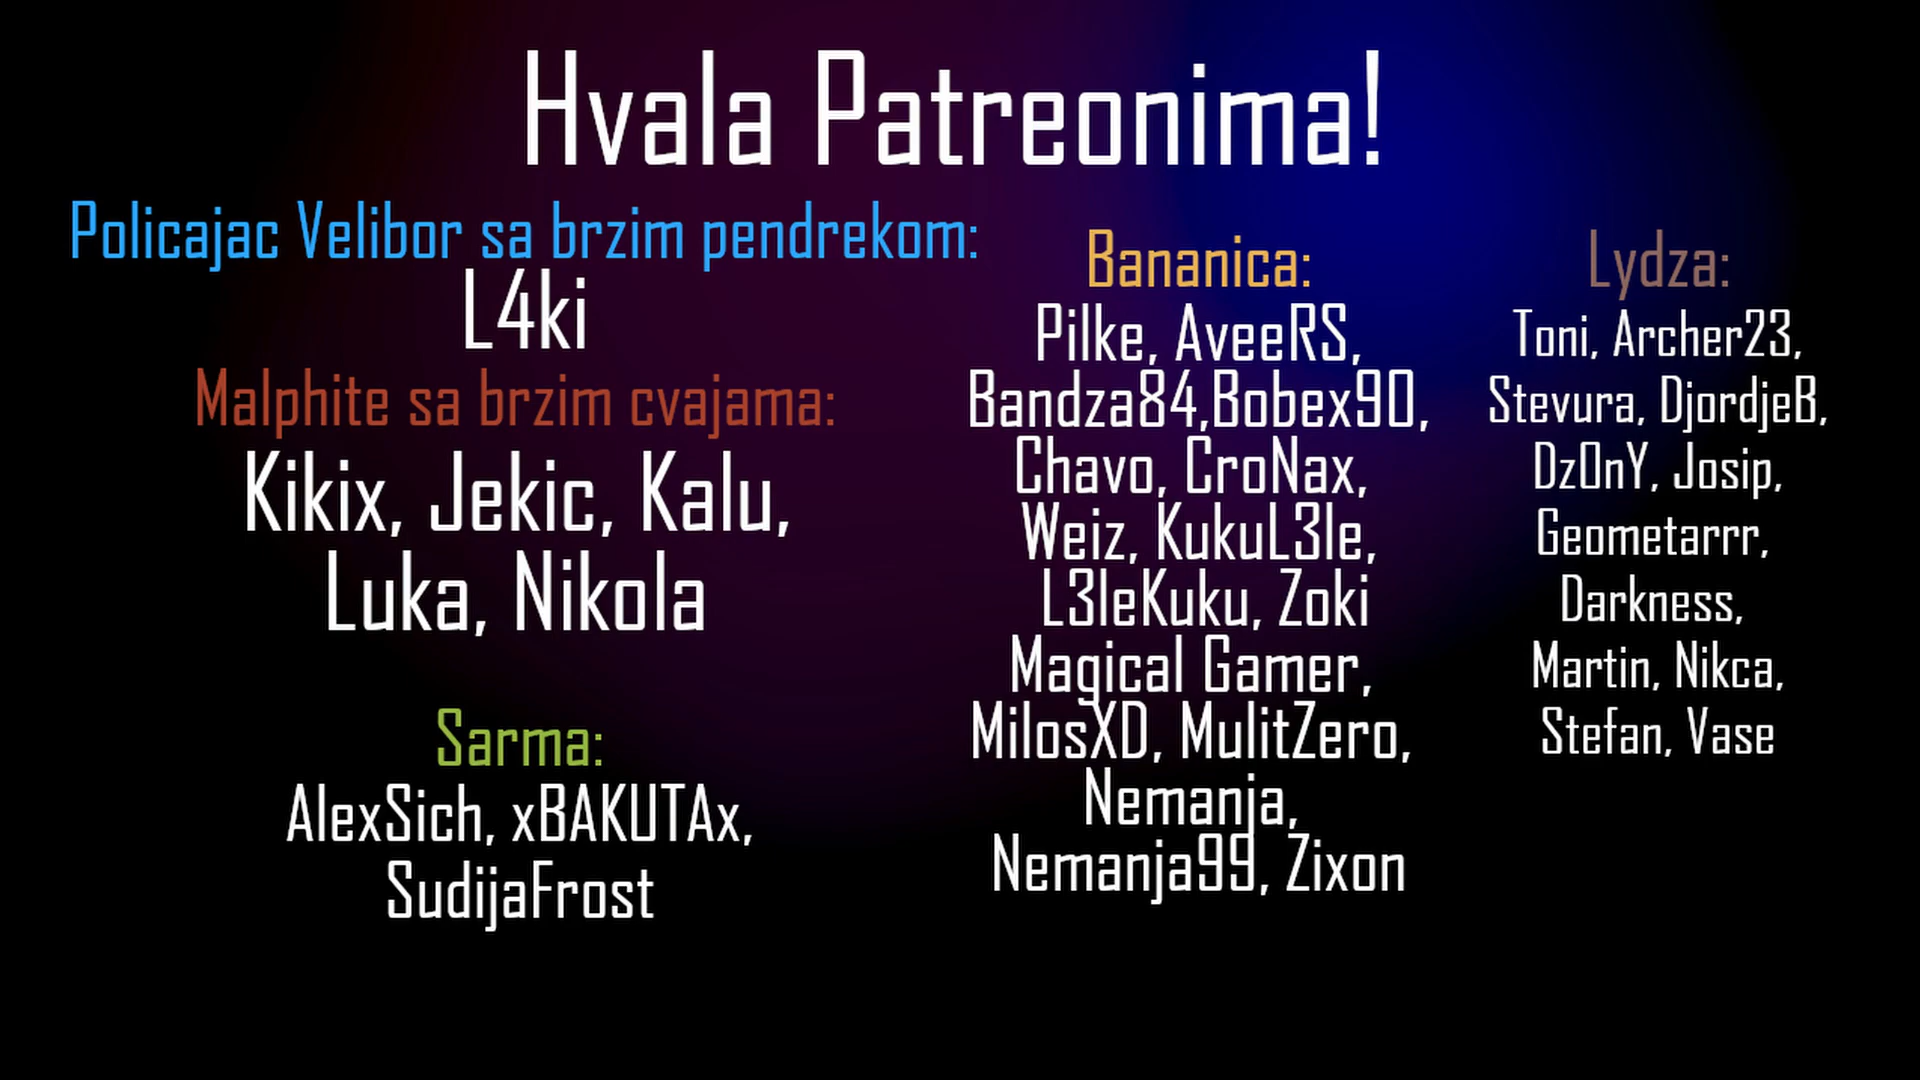 Hvala Patreonima!
Policajac Velibor sa brzim pendrekom:
L4ki
Malphite sa brzim cvajama:
Kikix, Jekic, Kalu,
Luka, Nikola
Sarma:
AlexSich, xBAKUTAx,
SudijaFrost
Bananica:
Pilke, AveeRS,
Bandza84,Bobex90,
Chavo, CroNax,
Weiz, KukuL3le,
L3leKuku, Zoki
Magical Gamer,
MilosXD, MulitZero,
Nemanja,
Nemanja99, Zixon
Lydza:
Toni, Archer23,
Stevura, DjordjeB,
Dz0nY, Josip,
Geometarrr,
Darkness,
Martin, Nikca,
Stefan, Vase